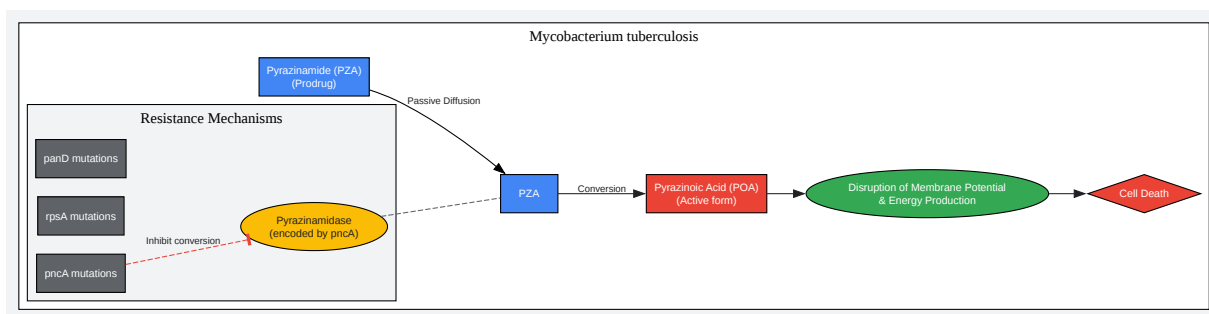 Mycobacterium tuberculosis
Pyrazinamide (PZA)
(Prodrug)
Passive Diffusion
Resistance Mechanisms
panD mutations
rpsA mutations
pncA mutations
Inhibit conversion
Pyrazinamidase
(encoded by pncA)
PZA
Conversion
Pyrazinoic Acid (POA)
(Active form)
Disruption of Membrane Potential
& Energy Production
Cell Death